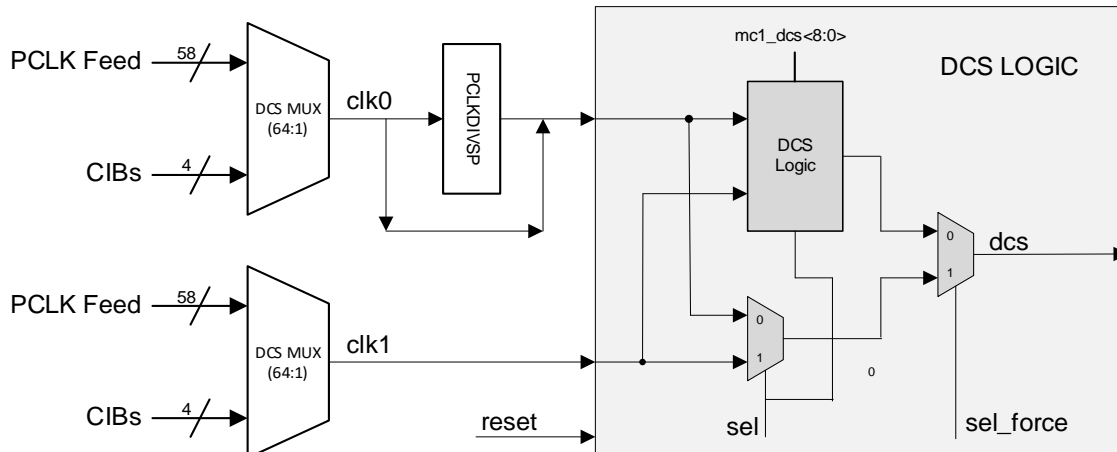 PCLK Feed
58
CIBs
4
DCS MUX
(64:1)
clk0
PCLKDIVSP
mc1_dcs<8:0>
DCS LOGIC
DCS
Logic
0
1
dcs
PCLK Feed
58
CIBs
4
DCS MUX
(64:1)
clk1
0
1
0
reset
sel
sel_force